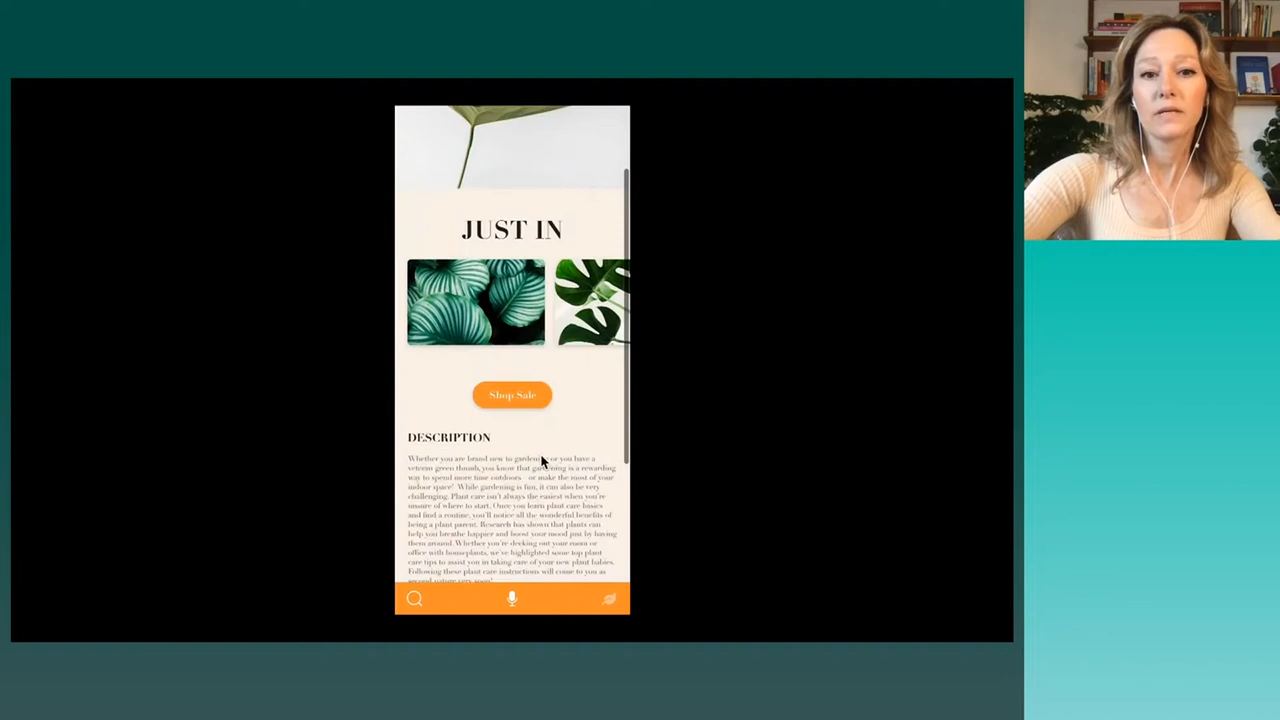 JUST IN
Shop Sale
DESCRIPTION
Whether you are brand new to gardening or you have a
veteran green thumb, you know that gardening is a rewarding
way to spend more time outdoors – or make the most of your
indoor space! While gardening is fun, it can also be very
challenging. Plant care isn't always the easiest when you're
unsure of where to start. Once you learn plant care basics
and find a routine, you'll notice all the wonderful benefits of
being a plant parent. Research has shown that plants can
help you breathe happier and boost your mood just by having
them around. Whether you're decking out your room or
office with houseplants, we've highlighted some top plant
care tips to assist you in taking care of your new plant babies.
Following these plant care instructions will come to you as
second nature very soon!